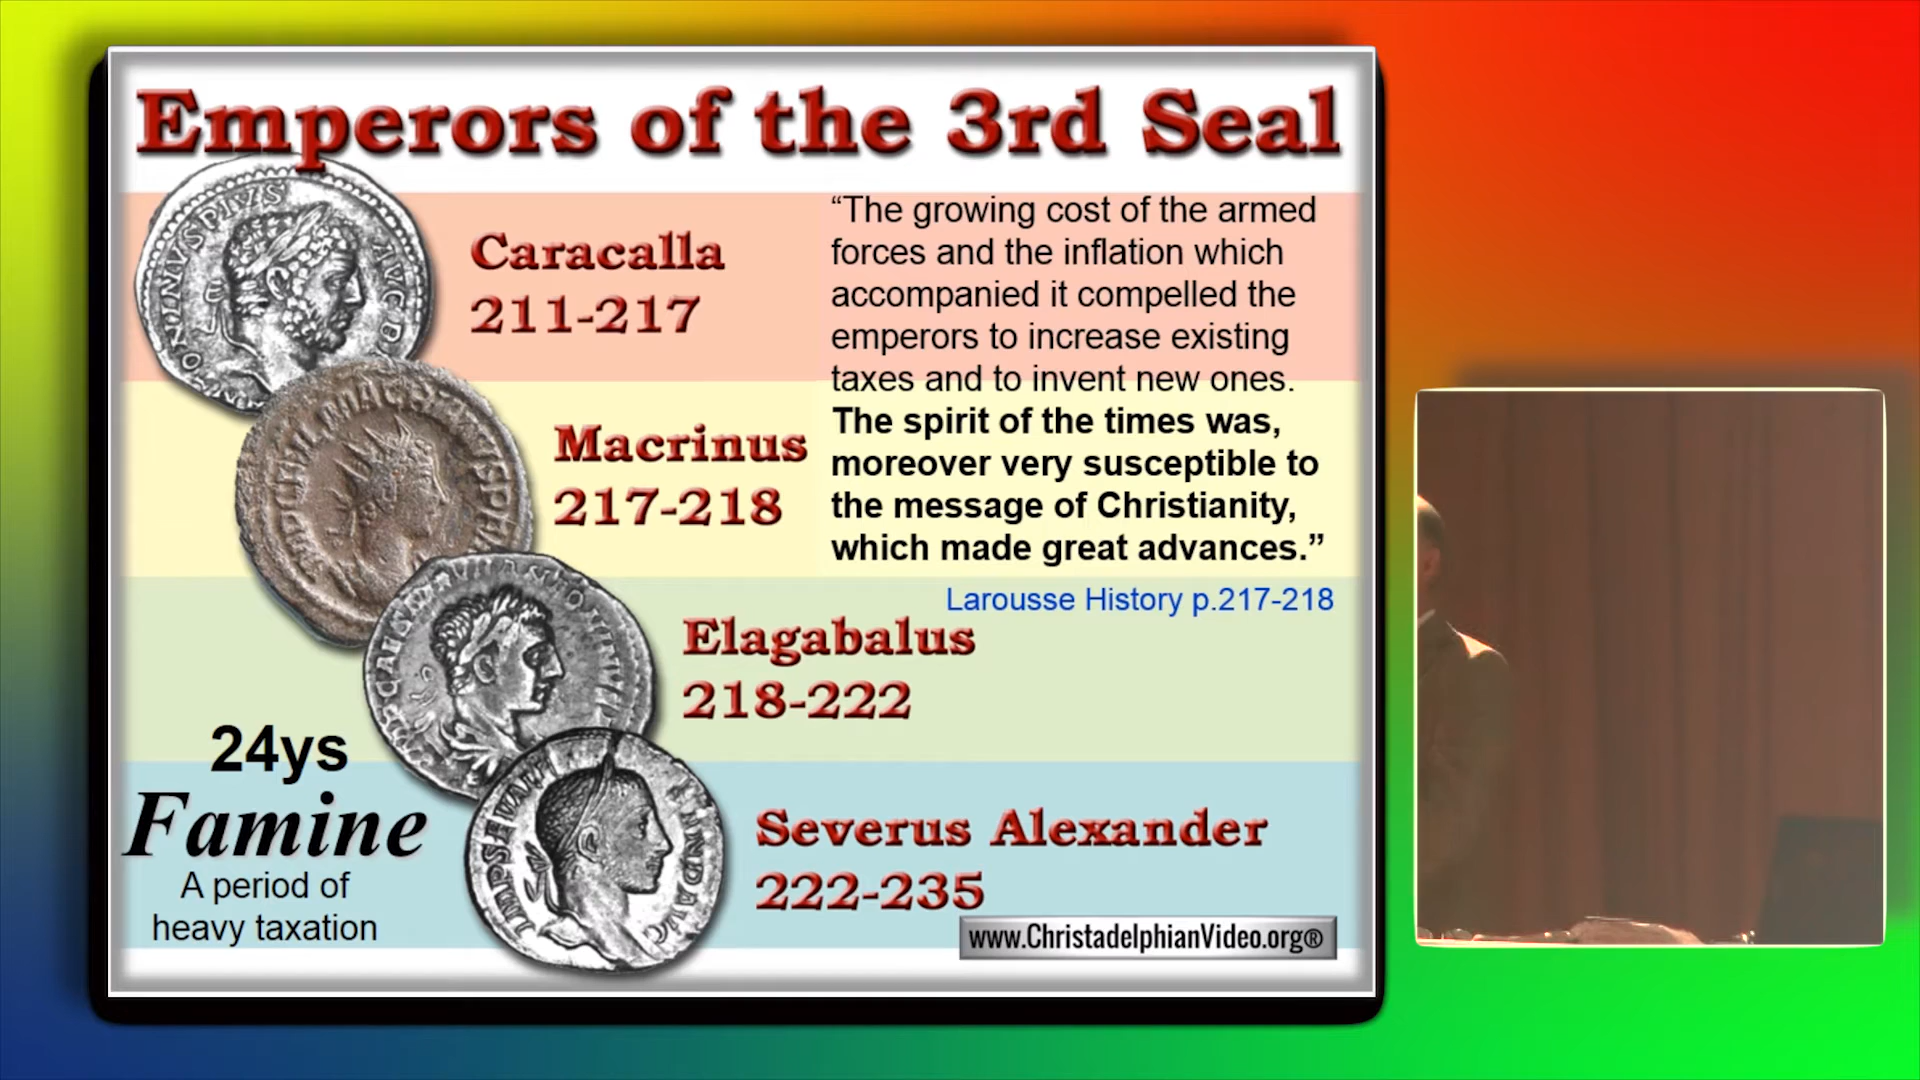 Emperors of the 3rd Seal
Caracalla
211-217
“The growing cost of the armed
forces and the inflation which
accompanied it compelled the
emperors to increase existing
taxes and to invent new ones.
The spirit of the times was,
moreover very susceptible to
the message of Christianity,
which made great advances.”
Larousse History p.217-218
Macrinus
217-218
Elagabalus
218-222
Severus Alexander
222-235
24ys
Famine
A period of
heavy taxation
www.ChristadelphianVideo.org®